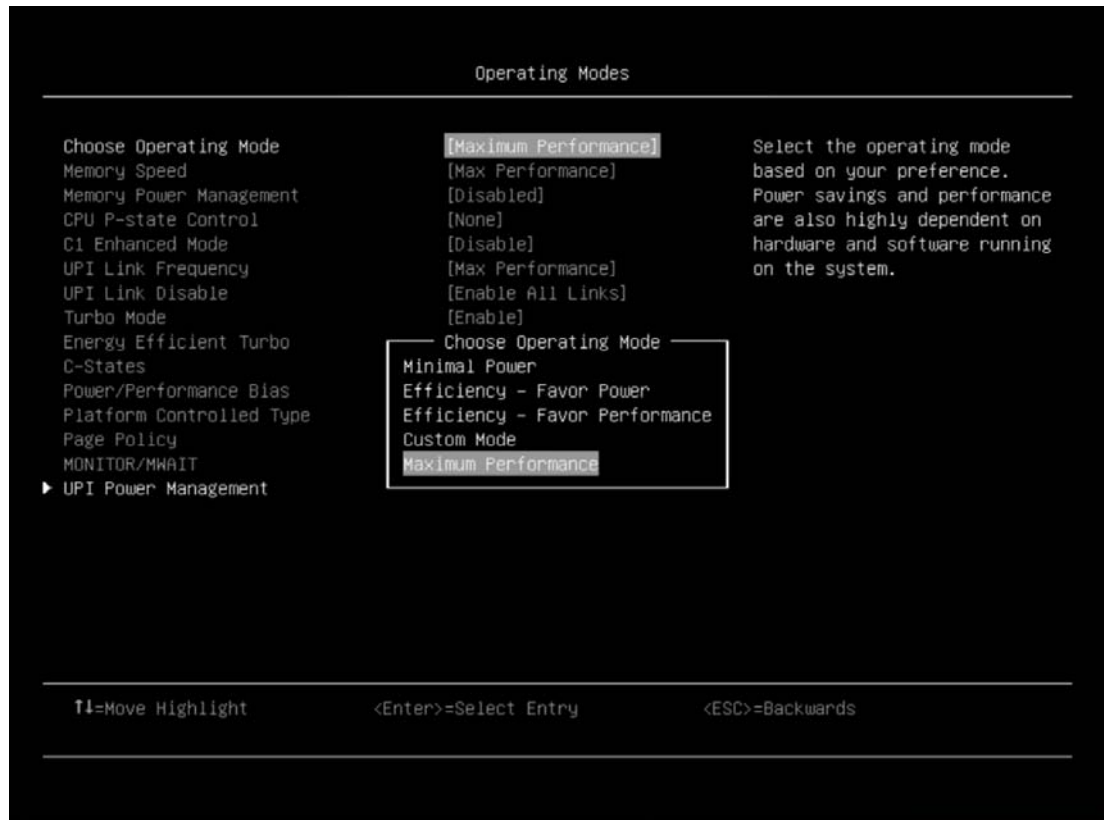 Operating Modes
Choose Operating Mode [Maximum Performance]
Memory Speed [Max Performance]
Memory Power Management [Disabled]
CPU P-state Control [None]
C1 Enhanced Mode [Disable]
UPI Link Frequency [Max Performance]
UPI Link Disable [Enable All Links]
Turbo Mode [Enable]
Energy Efficient Turbo
C-States
Power/Performance Bias
Platform Controlled Type
Page Policy
MONITOR/MWAIT
UPI Power Management
Choose Operating Mode
Minimal Power
Efficiency – Favor Power
Efficiency – Favor Performance
Custom Mode
Maximum Performance
Select the operating mode
based on your preference.
Power savings and performance
are also highly dependent on
hardware and software running
on the system.
↑↓=Move Highlight <Enter>=Select Entry <ESC>=Backwards